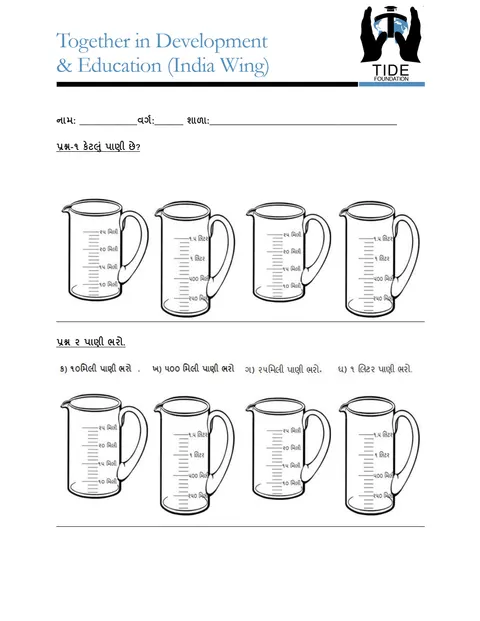 Together in Development
& Education (India Wing)
TIDE
FOUNDATION
નામ: ____________વર્ગ:______ શાળા:________________________________________
પ્રશ્ન-૧ કેટલું પાણી છે?
૨૫ મિલી
૨૦ મિલી
૧૫ મિલી
૧૦ મિલી
૧.૫ લિટર
૧ લિટર
૫૦૦ મિલી
૨૫૦ મિલી
૨૫ મિલી
૨૦ મિલી
૧૫ મિલી
૧૦ મિલી
૧.૫ લિટર
૧ લિટર
૫૦૦ મિલી
૨૫૦ મિલી
પ્રશ્ન ૨ પાણી ભરો.
ક) ૧૦મિલી પાણી ભરો . ખ) ૫૦૦ મિલી પાણી ભરો ગ) ૨૫મિલી પાણી ભરો. ઘ) ૧ લિટર પાણી ભરો.
૨૫ મિલી
૨૦ મિલી
૧૫ મિલી
૧૦ મિલી
૧.૫ લિટર
૧ લિટર
૫૦૦ મિલી
૨૫૦ મિલી
૨૫ મિલી
૨૦ મિલી
૧૫ મિલી
૧૦ મિલી
૧.૫ લિટર
૧ લિટર
૫૦૦ મિલી
૨૫૦ મિલી